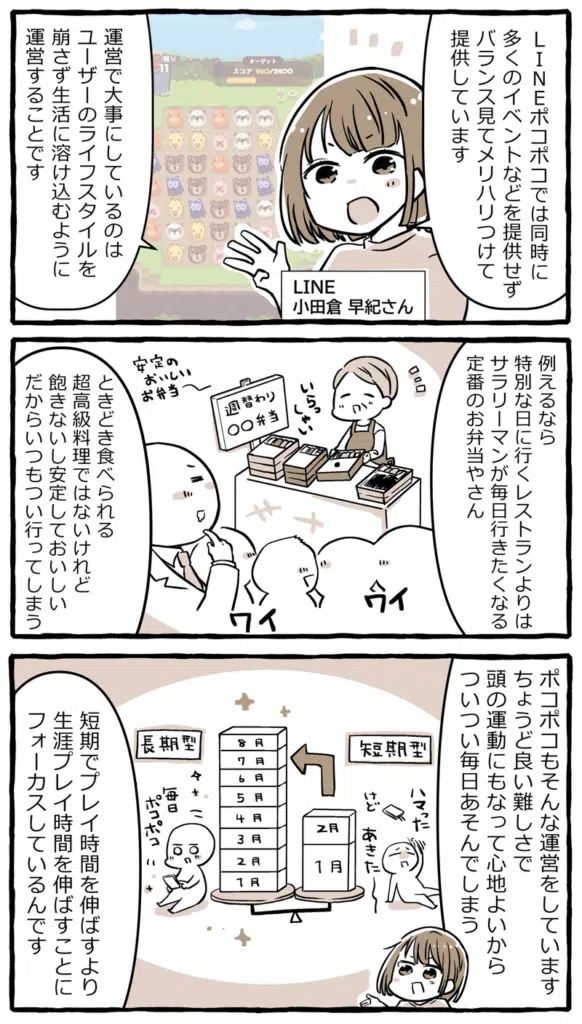 LINEポコポコでは同時に
多くのイベントなどを提供せず
バランス見てメリハリつけて
提供しています
残り
11
ターゲット
スコア 960/2400
運営で大事にしているのは
ユーザーのライフスタイルを
崩さず生活に溶け込むように
運営することです
LINE
小田倉 早紀さん
例えるなら
特別な日に行くレストランよりは
サラリーマンが毎日行きたくなる
定番のお弁当やさん
いらっ
しゃい
週替わり
〇〇弁当
安定の
おいしい
お弁当
ワイ
ワイ
ときどき食べられる
超高級料理ではないけれど
飽きないし安定しておいしい
だからいつもつい行ってしまう
ポコポコもそんな運営をしています
ちょうど良い難しさで
頭の運動にもなって心地よいから
ついつい毎日あそんでしまう
短期型
ハマった
けど
あきた
2月
1月
長期型
8月
7月
6月
5月
4月
3月
2月
1月
毎日
ポコポコ
短期でプレイ時間を伸ばすより
生涯プレイ時間を伸ばすことに
フォーカスしているんです